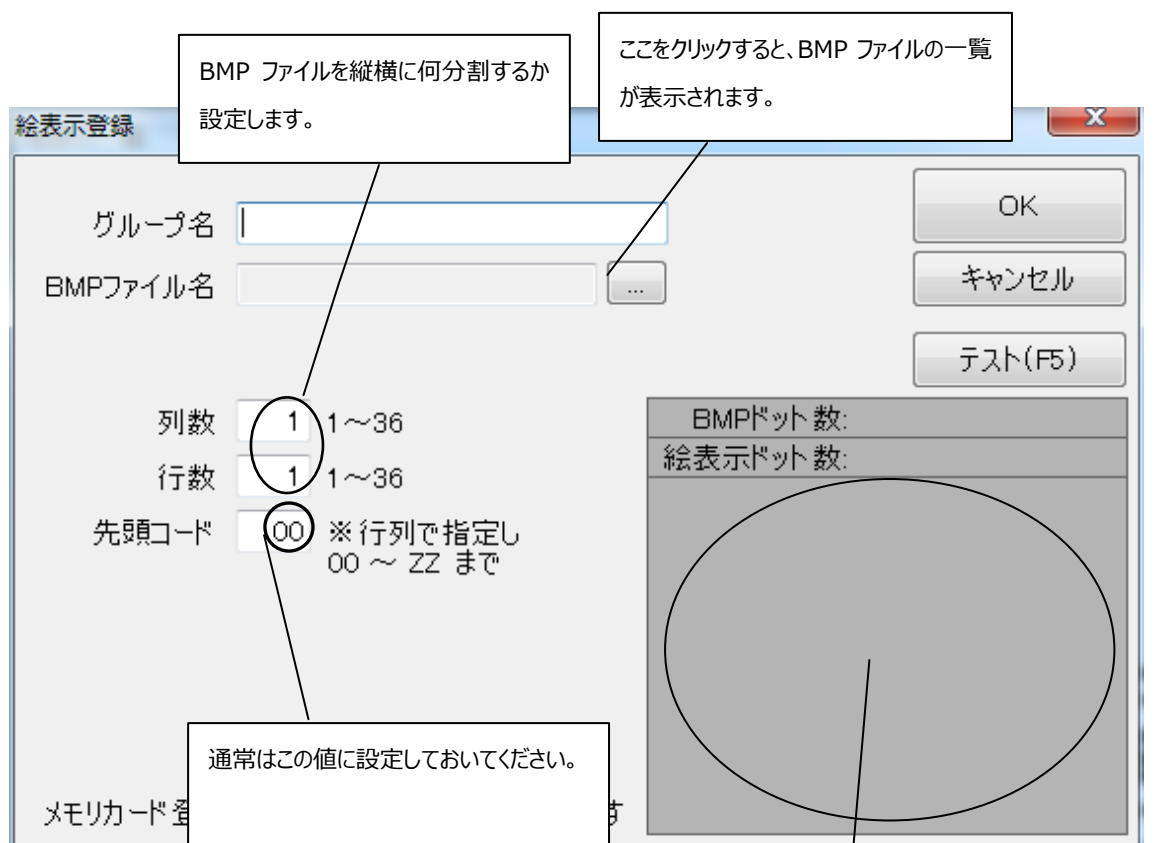 BMP ファイルを縦横に何分割するか
設定します。
ここをクリックすると、BMP ファイルの一覧
が表示されます。
絵表示登録
グループ名
OK
BMPファイル名
...
キャンセル
テスト(F5)
列数 1 1～36
行数 1 1～36
先頭コード 00 ※行列で指定し
00 ～ ZZ まで
BMPドット数:
絵表示ドット数:
通常はこの値に設定しておいてください。
メモリカード登
す